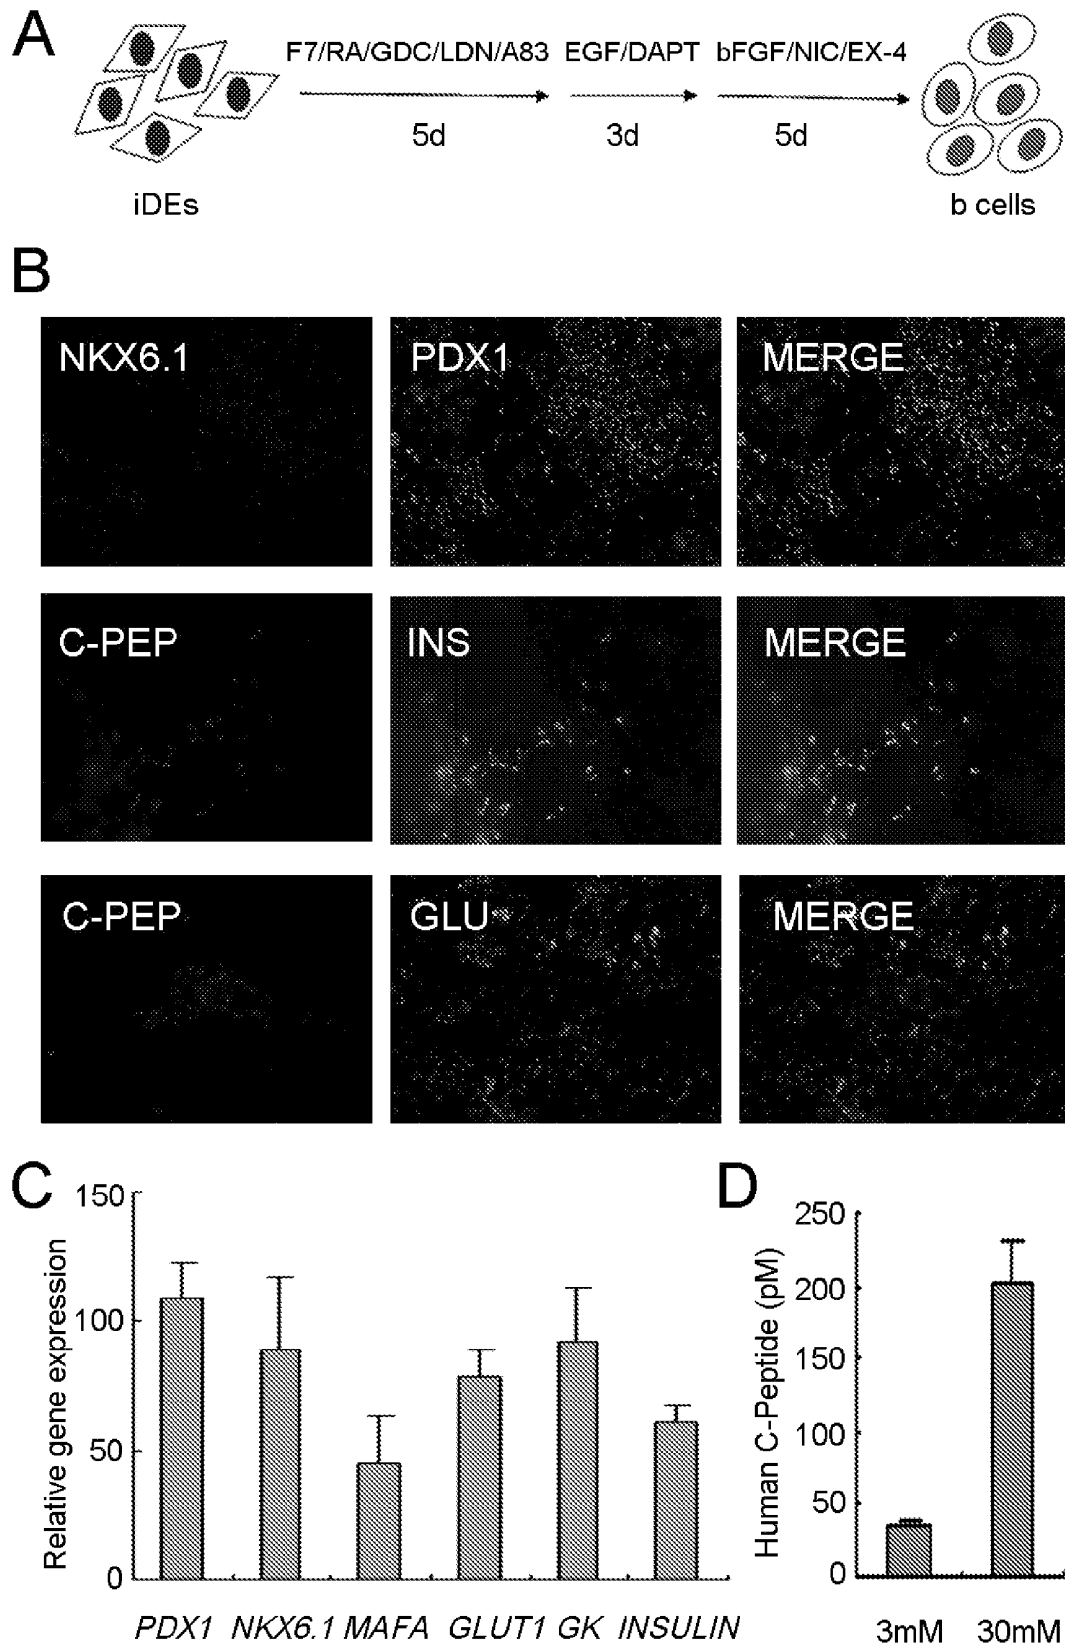 A
F7/RA/GDC/LDN/A83 EGF/DAPT bFGF/NIC/EX-4
5d 3d 5d
iDEs b cells
B
NKX6.1 PDX1 MERGE
C-PEP INS MERGE
C-PEP GLU MERGE
C
Relative gene expression
150
100
50
0
PDX1 NKX6.1 MAFA GLUT1 GK INSULIN
D
Human C-Peptide (pM)
250
200
150
100
50
0
3mM 30mM